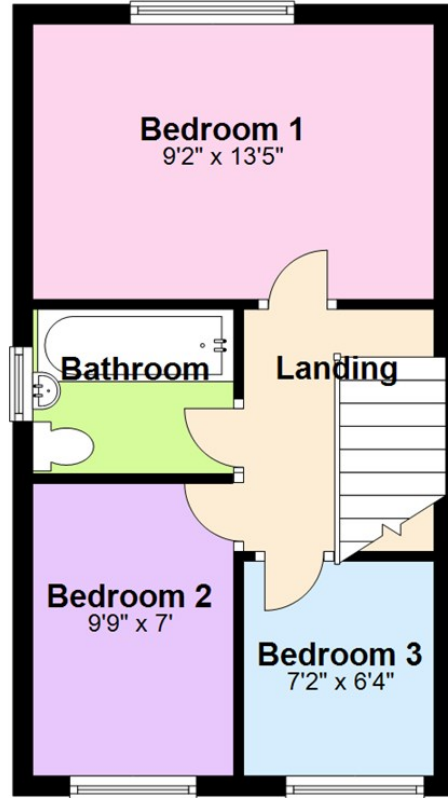 Bedroom 1
9'2" x 13'5"
Bathroom
Landing
Bedroom 2
9'9" x 7'
Bedroom 3
7'2" x 6'4"